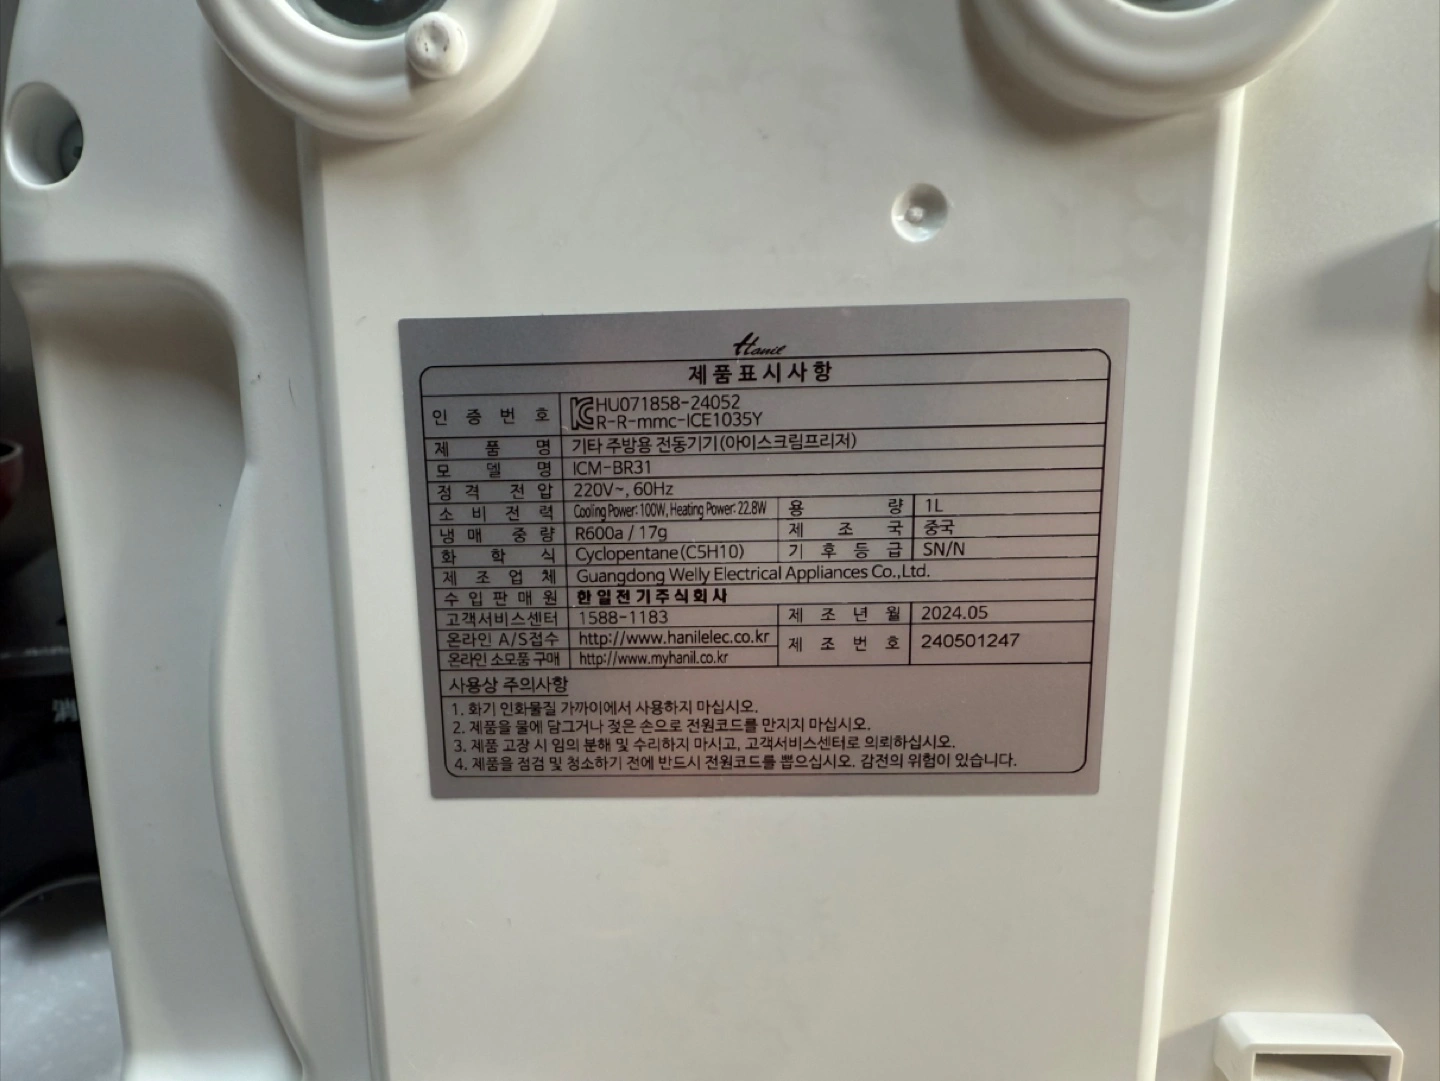 Hanil
제품표시사항
인증번호 HU071858-24052
R-R-mmc-ICE1035Y
제품명 기타 주방용 전동기기(아이스크림프리저)
모델명 ICM-BR31
정격전압 220V~, 60Hz
소비전력 Cooling Power: 100W, Heating Power: 22.8W 용량 1L
냉매중량 R600a / 17g 제조국 중국
화학식 Cyclopentane(C5H10) 기후등급 SN/N
제조업체 Guangdong Welly Electrical Appliances Co.,Ltd.
수입판매원 한일전기주식회사
고객서비스센터 1588-1183 제조년월 2024.05
온라인 A/S접수 http://www.hanilelec.co.kr 제조번호 240501247
온라인 소모품 구매 http://www.myhanil.co.kr
사용상 주의사항
1. 화기 인화물질 가까이에서 사용하지 마십시오.
2. 제품을 물에 담그거나 젖은 손으로 전원코드를 만지지 마십시오.
3. 제품 고장 시 임의 분해 및 수리하지 마시고, 고객서비스센터로 의뢰하십시오.
4. 제품을 점검 및 청소하기 전에 반드시 전원코드를 뽑으십시오. 감전의 위험이 있습니다.